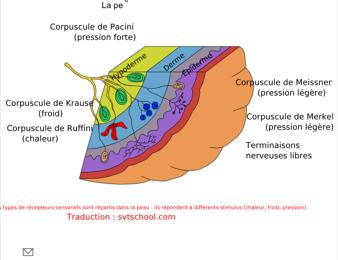 La pe
Corpuscule de Pacini
(pression forte)
Hypoderme
Derme
Epiderme
Corpuscule de Meissner
(pression légère)
Corpuscule de Krause
(froid)
Corpuscule de Merkel
(pression légère)
Corpuscule de Ruffini
(chaleur)
Terminaisons
nerveuses libres
types de récepteurs sensoriels sont répartis dans la peau : ils répondent à différents stimulus (chaleur, froid, pression)
Traduction : svtschool.com